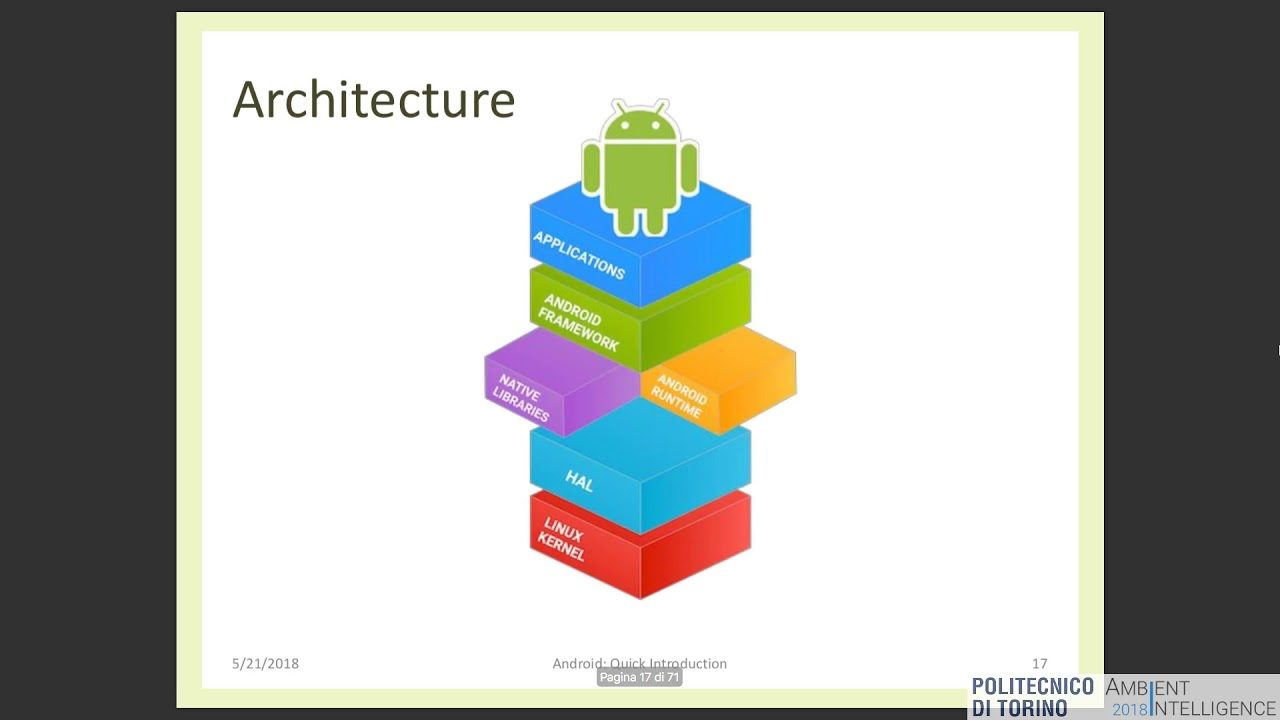 Architecture
APPLICATIONS
ANDROID
FRAMEWORK
NATIVE
LIBRARIES
ANDROID
RUNTIME
HAL
LINUX
KERNEL
5/21/2018
Android: Quick Introduction
17
Pagina 17 di 71
POLITECNICO
DI TORINO
AMBIENT
2018 INTELLIGENCE